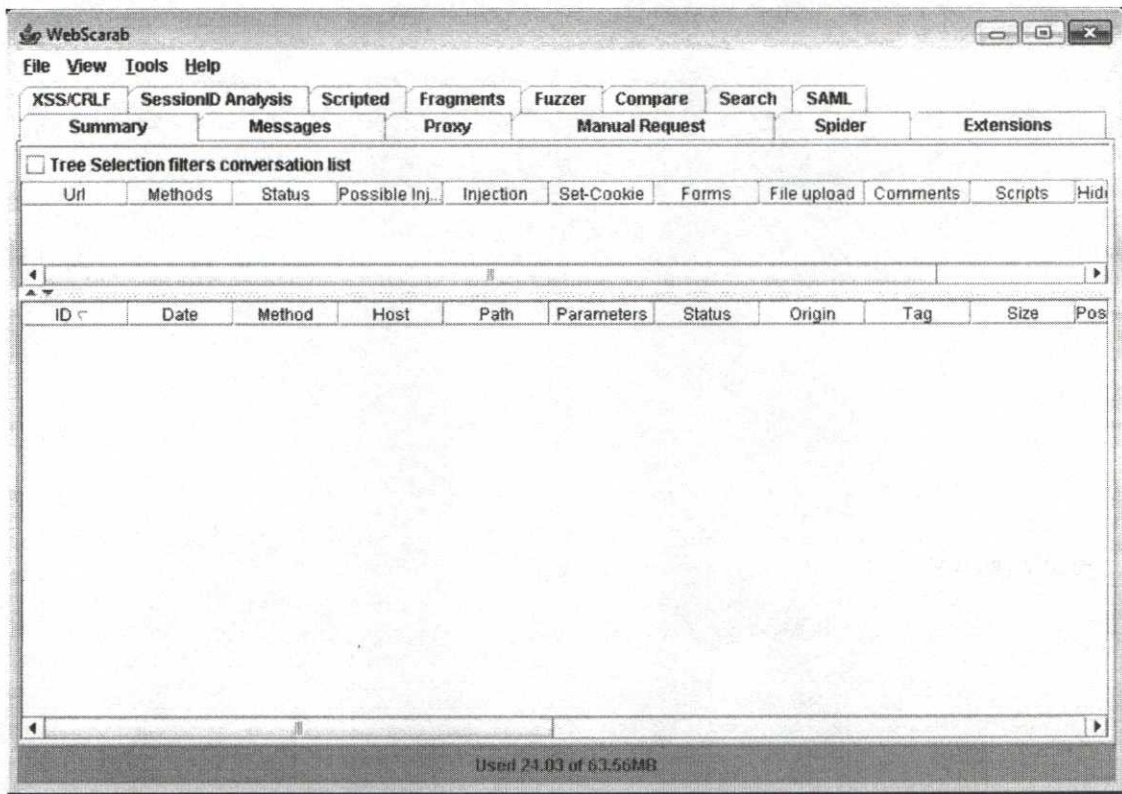 WebScarab
File View Tools Help
XSS/CRLF SessionID Analysis Scripted Fragments Fuzzer Compare Search SAML
Summary Messages Proxy Manual Request Spider Extensions
Tree Selection filters conversation list
Url Methods Status Possible Inj... Injection Set-Cookie Forms File upload Comments Scripts Hid
ID Date Method Host Path Parameters Status Origin Tag Size Pos
Used 24.03 of 63.56MB